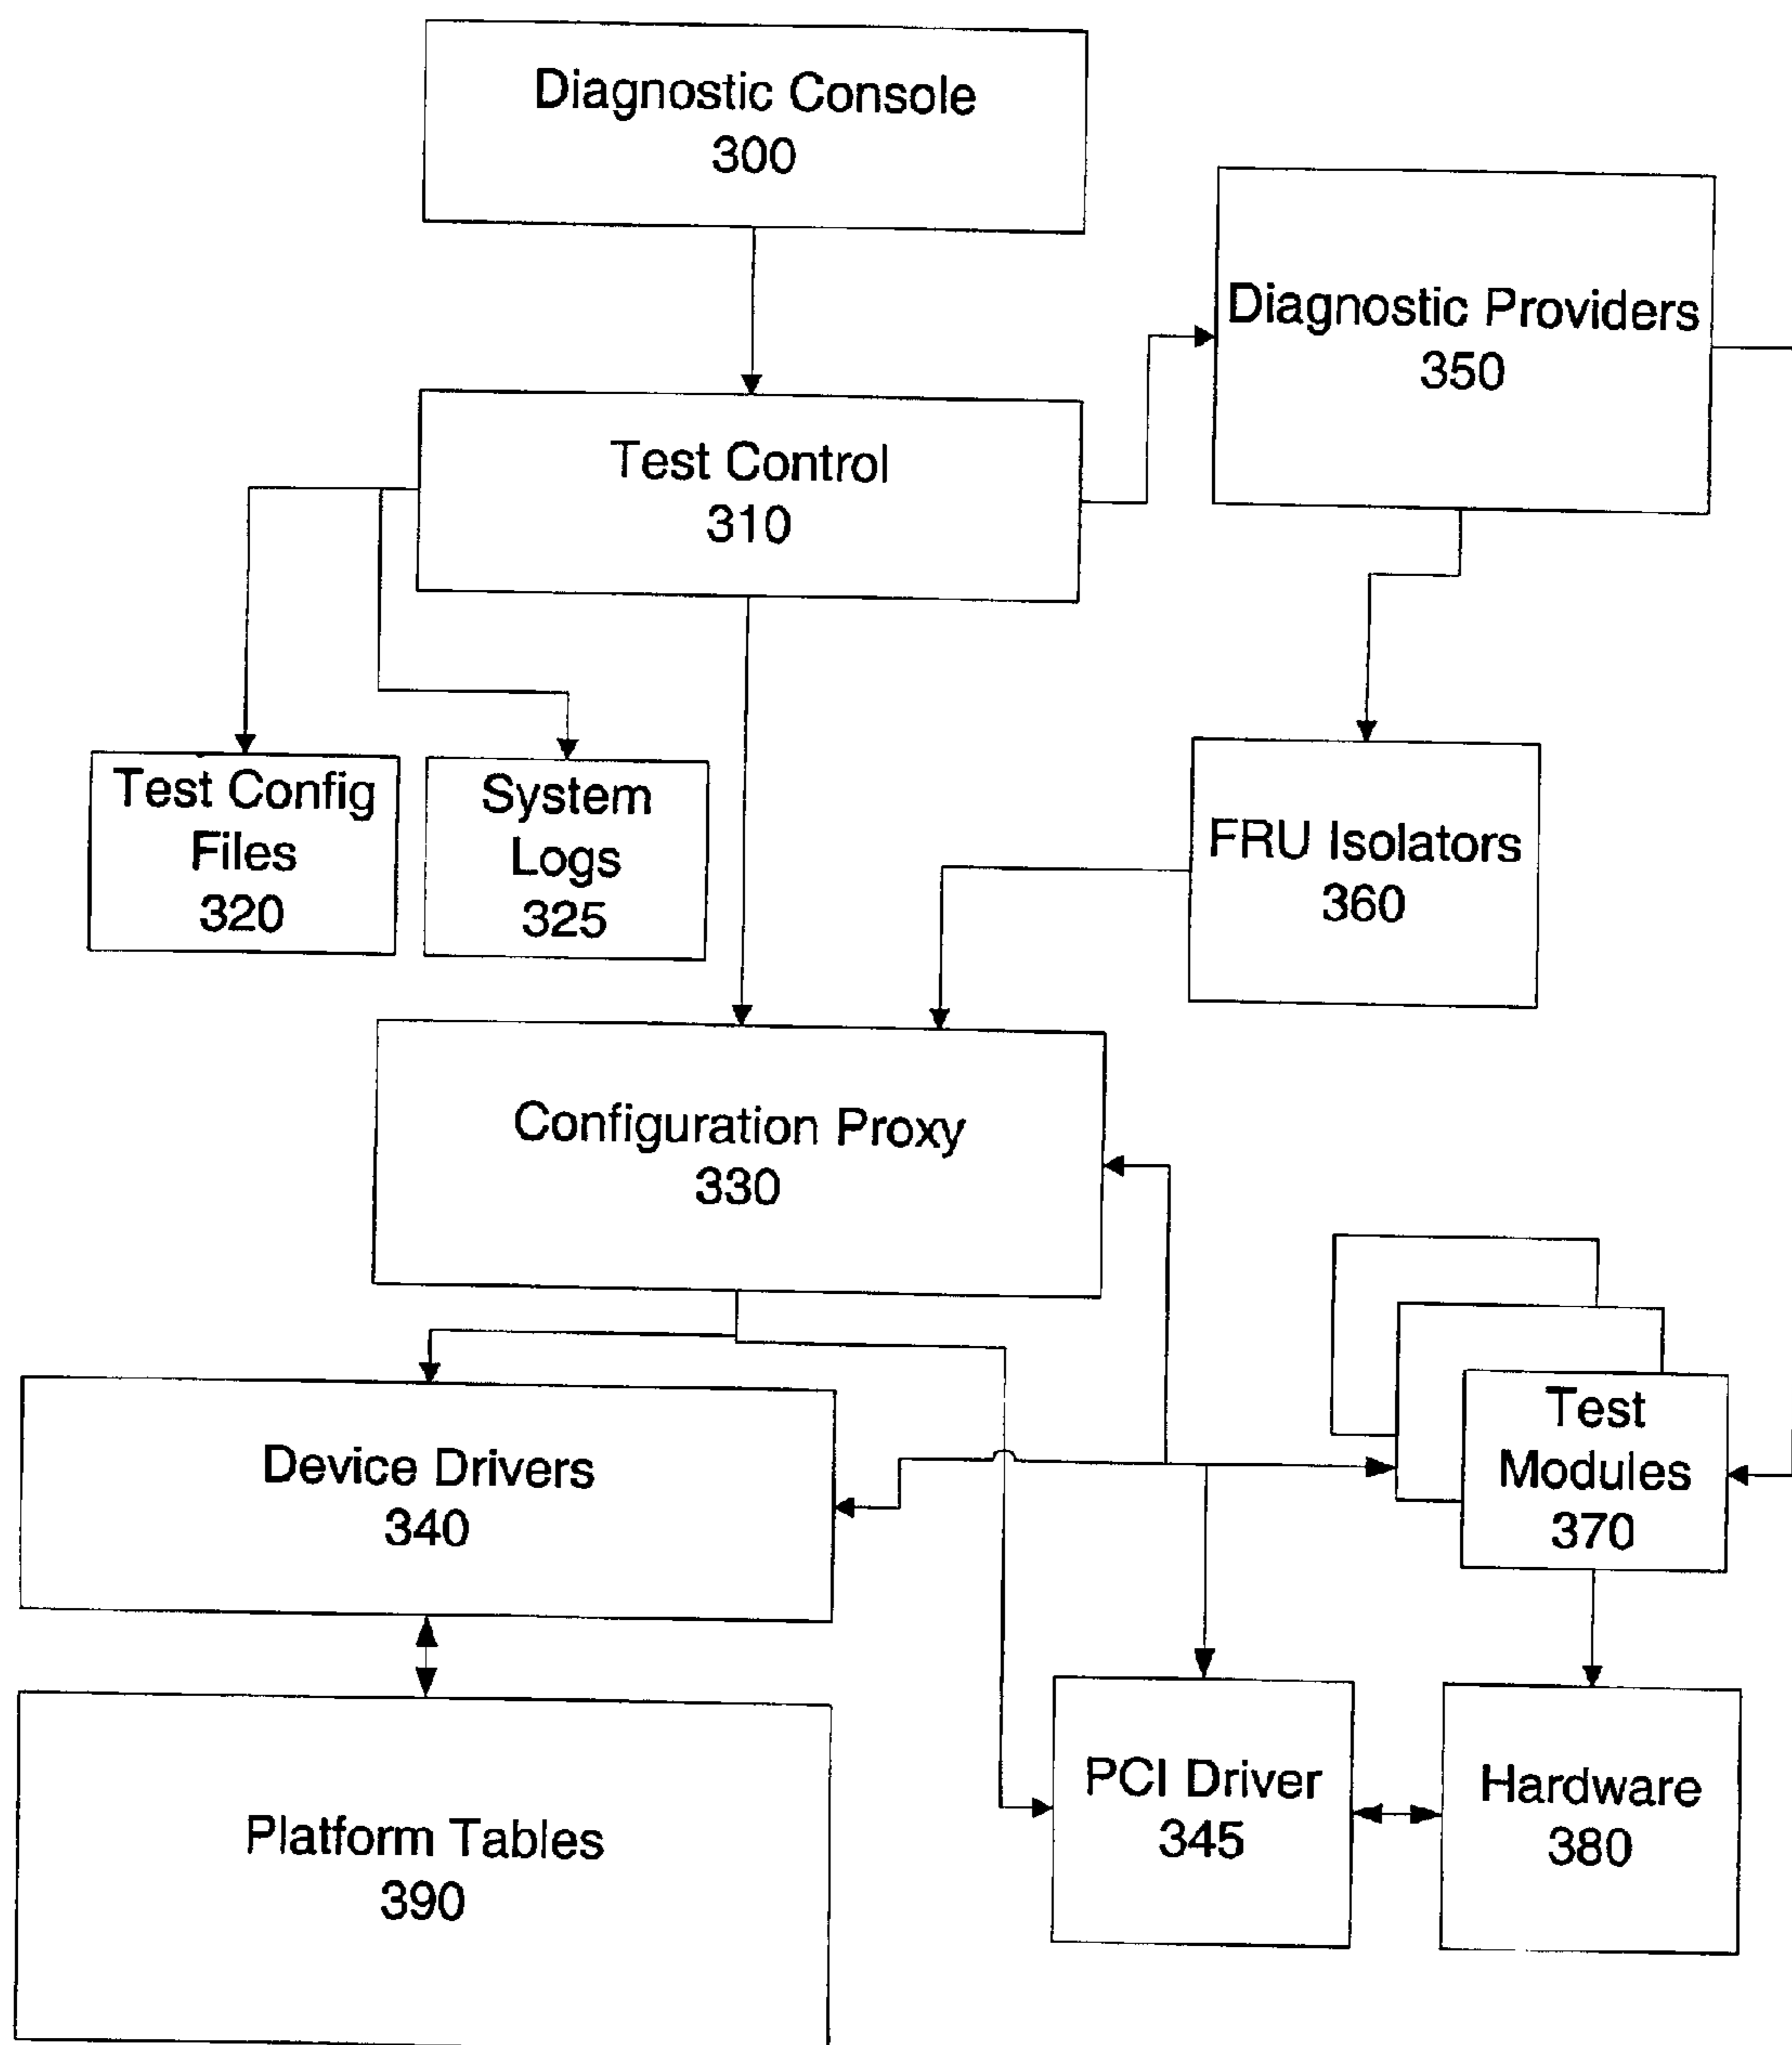 Diagnostic Console
300
Diagnostic Providers
350
Test Control
310
Test Config
Files
320
System
Logs
325
FRU Isolators
360
Configuration Proxy
330
Test
Modules
370
Device Drivers
340
PCI Driver
345
Hardware
380
Platform Tables
390